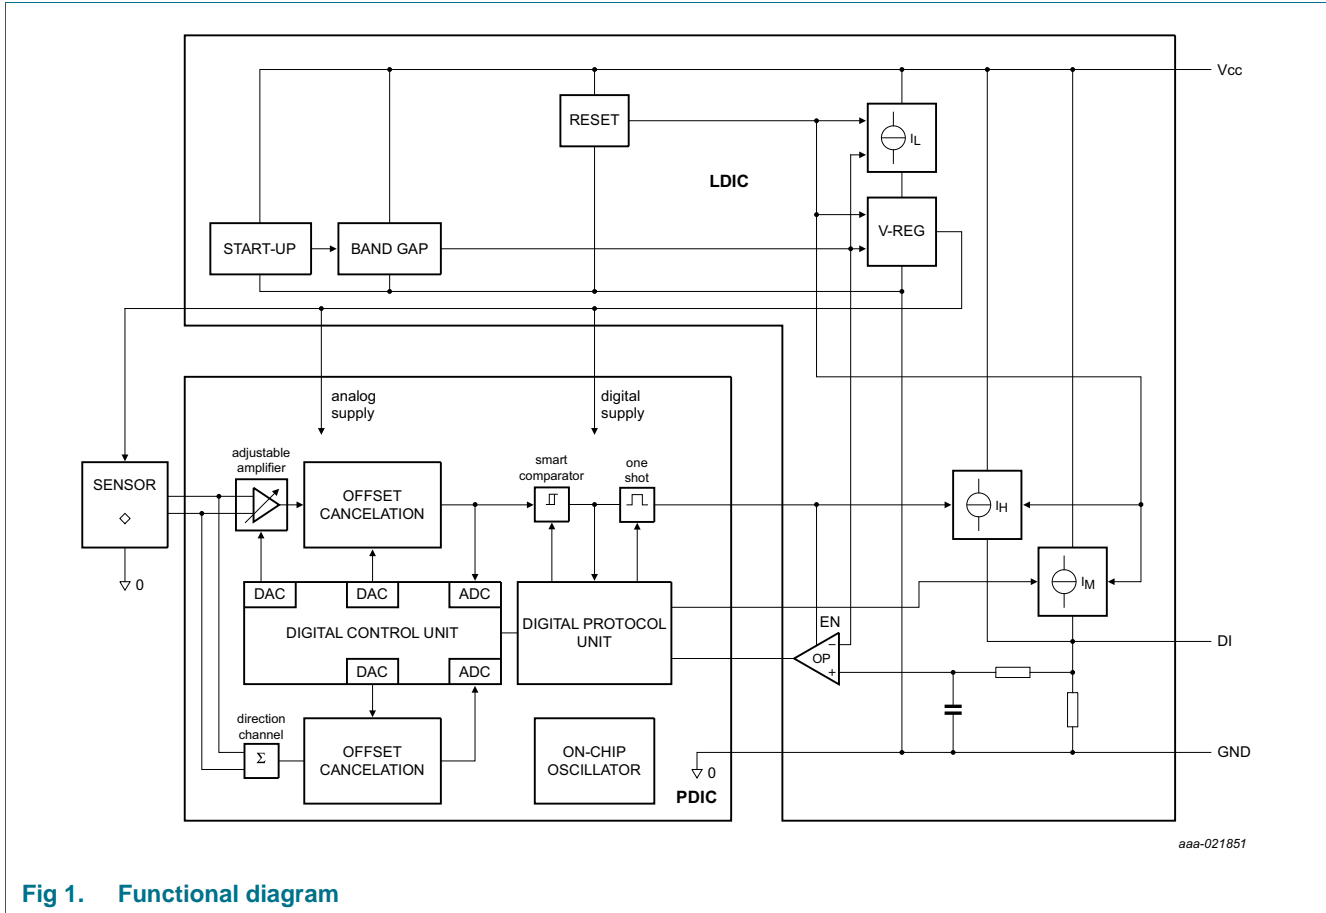 Vcc
RESET
IL
LDIC
V-REG
START-UP
BAND GAP
analog
supply
digital
supply
adjustable
amplifier
smart
comparator
one
shot
SENSOR
OFFSET
CANCELATION
IH
0
DAC
DAC
ADC
IM
DIGITAL CONTROL UNIT
DIGITAL PROTOCOL
UNIT
EN
OP
−
+
DI
DAC
ADC
direction
channel
Σ
OFFSET
CANCELATION
ON-CHIP
OSCILLATOR
GND
0
PDIC
aaa-021851
Fig 1. Functional diagram